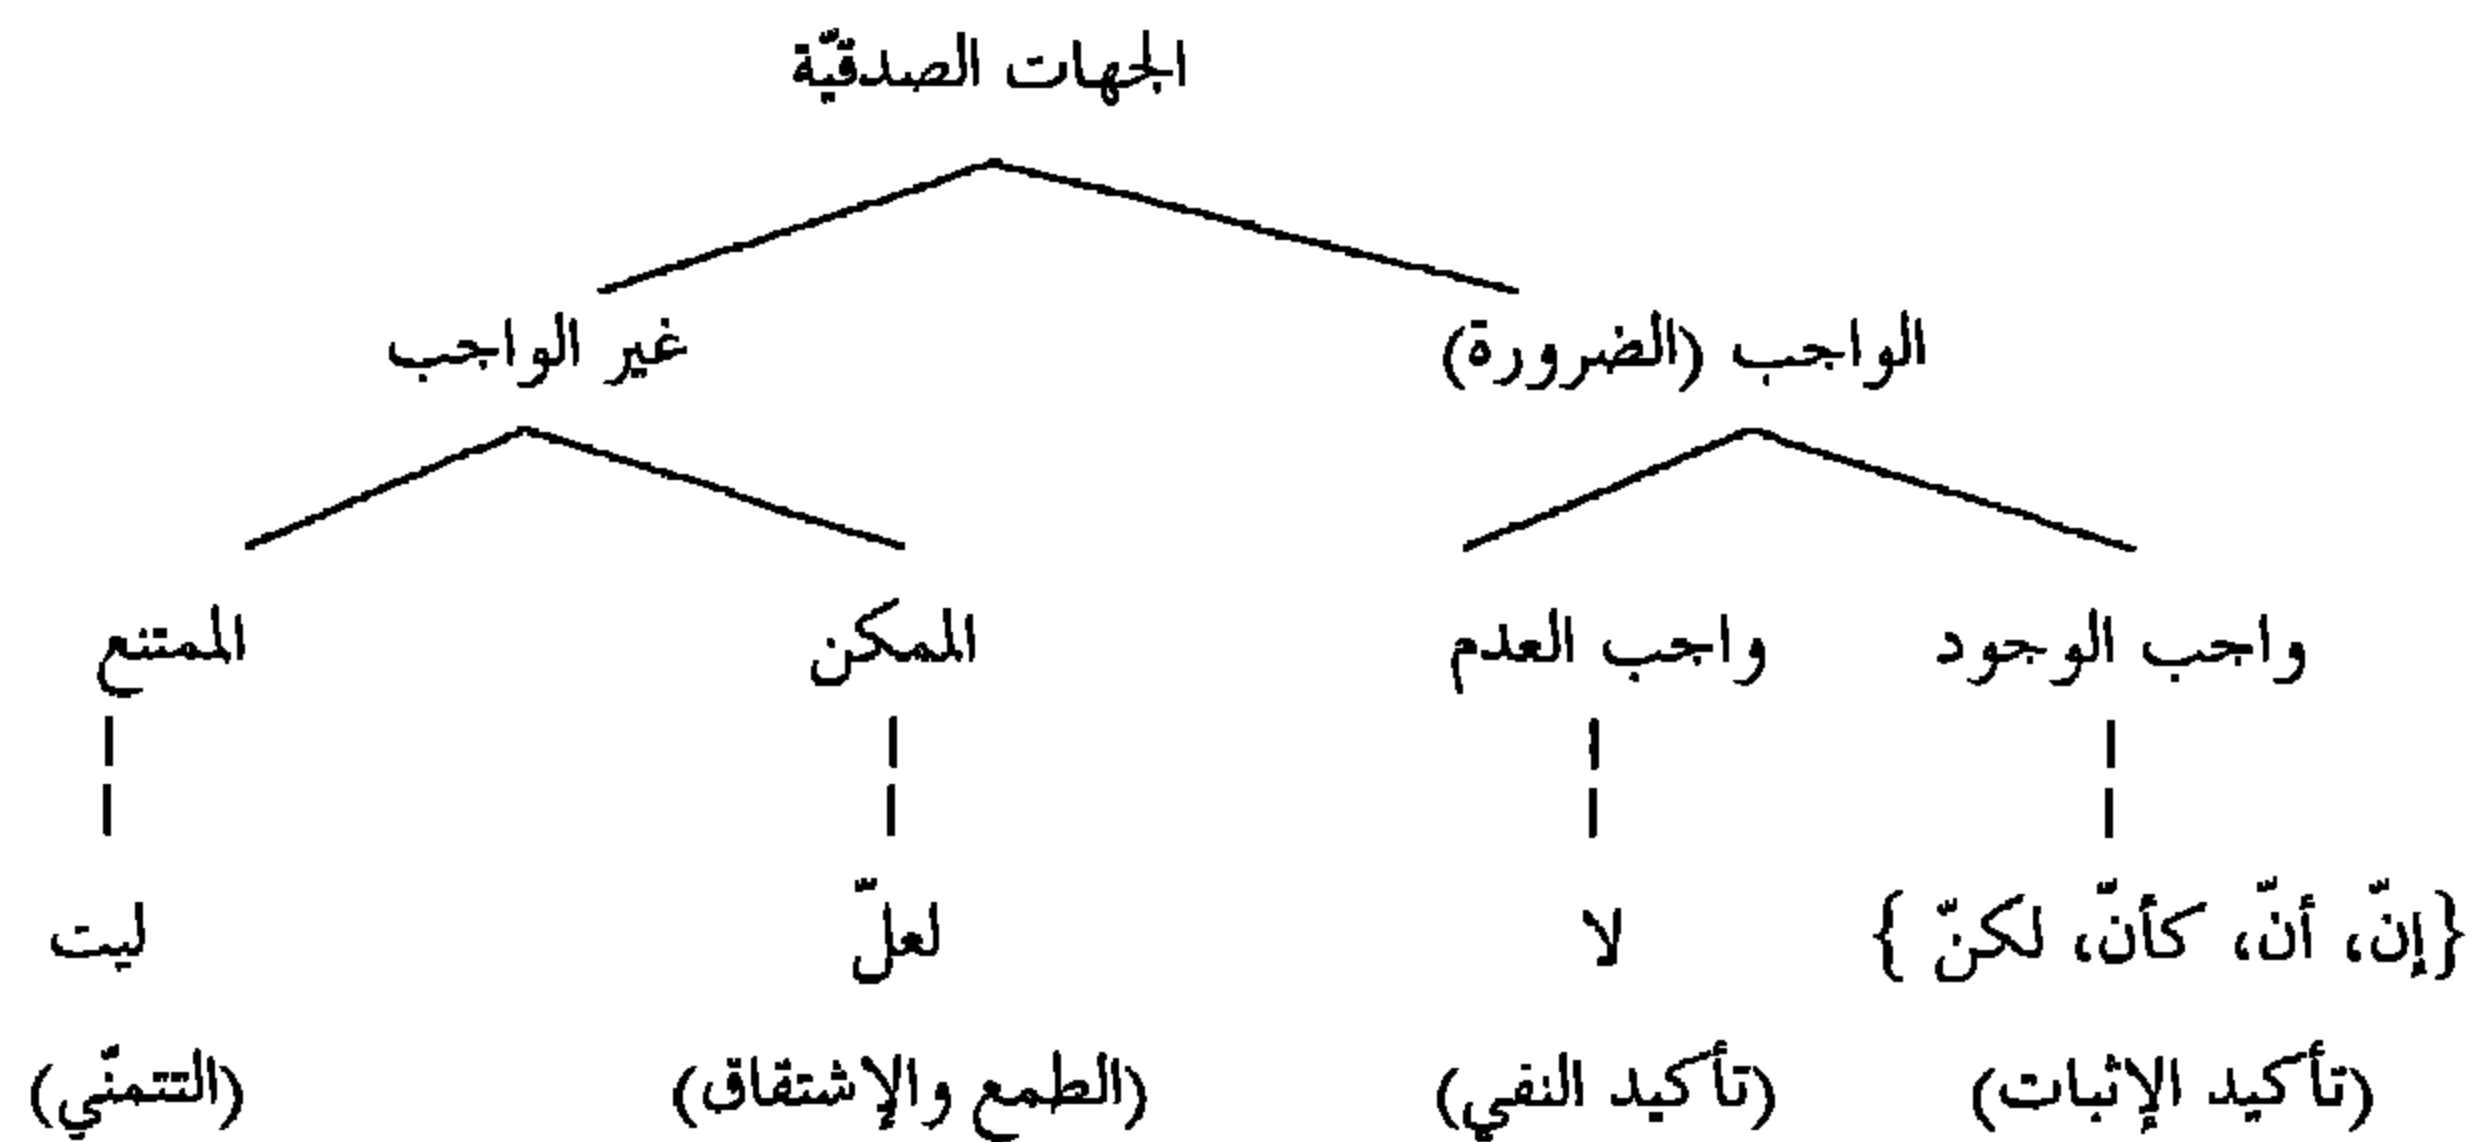 الجهات الصدقيّة
الواجب (الضرورة) غير الواجب
واجب الوجود واجب العدم الممكن الممتنع
{إنّ، أنّ، كأنّ، لكنّ } لا لعلّ ليت
(تأكيد الإثبات) (تأكيد النفي) (الطمع والإشتقاق) (التتمنّي)